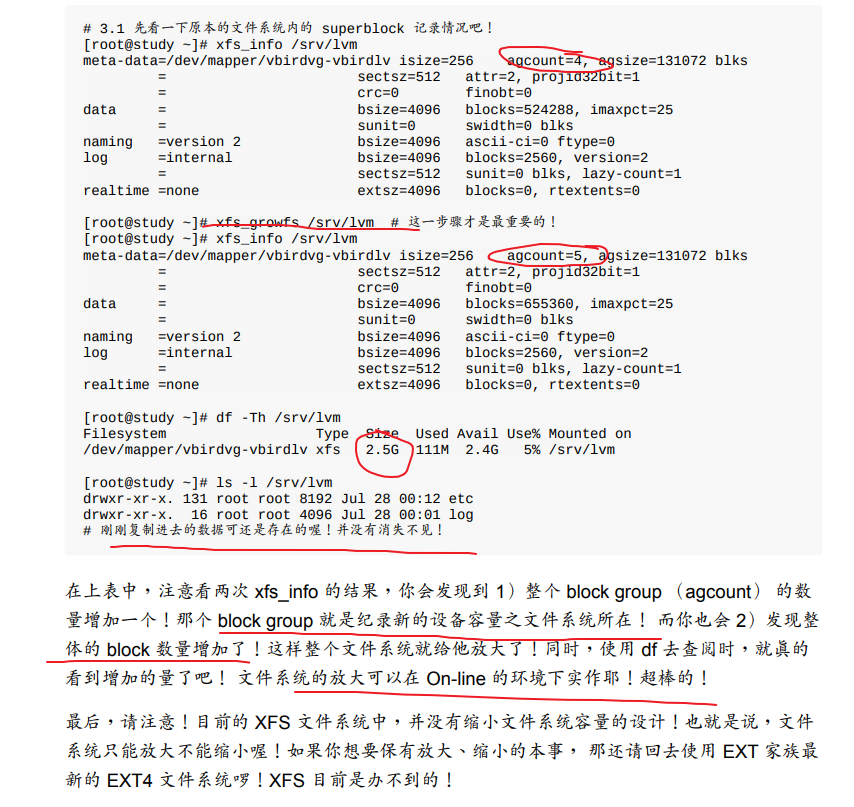 # 3.1 先看一下原本的文件系统内的 superblock 记录情况吧！
[root@study ~]# xfs_info /srv/lvm
meta-data=/dev/mapper/vbirdvg-vbirdlv isize=256    agcount=4, agsize=131072 blks
         =                       sectsz=512   attr=2, projid32bit=1
         =                       crc=0        finobt=0
data     =                       bsize=4096   blocks=524288, imaxpct=25
         =                       sunit=0      swidth=0 blks
naming   =version 2              bsize=4096   ascii-ci=0 ftype=0
log      =internal               bsize=4096   blocks=2560, version=2
         =                       sectsz=512   sunit=0 blks, lazy-count=1
realtime =none                   extsz=4096   blocks=0, rtextents=0
[root@study ~]# xfs_growfs /srv/lvm  # 这一步骤才是最重要的！
[root@study ~]# xfs_info /srv/lvm
meta-data=/dev/mapper/vbirdvg-vbirdlv isize=256    agcount=5, agsize=131072 blks
         =                       sectsz=512   attr=2, projid32bit=1
         =                       crc=0        finobt=0
data     =                       bsize=4096   blocks=655360, imaxpct=25
         =                       sunit=0      swidth=0 blks
naming   =version 2              bsize=4096   ascii-ci=0 ftype=0
log      =internal               bsize=4096   blocks=2560, version=2
         =                       sectsz=512   sunit=0 blks, lazy-count=1
realtime =none                   extsz=4096   blocks=0, rtextents=0
[root@study ~]# df -Th /srv/lvm
Filesystem                  Type  Size  Used Avail Use% Mounted on
/dev/mapper/vbirdvg-vbirdlv xfs   2.5G  111M  2.4G   5% /srv/lvm
[root@study ~]# ls -l /srv/lvm
drwxr-xr-x. 131 root root 8192 Jul 28 00:12 etc
drwxr-xr-x.  16 root root 4096 Jul 28 00:01 log
# 刚刚复制进去的数据可还是存在的喔！并没有消失不见！
在上表中，注意看两次 xfs_info 的结果，你会发现到 1）整个 block group （agcount） 的数
量增加一个！那个 block group 就是纪录新的设备容量之文件系统所在！ 而你也会 2）发现整
体的 block 数量增加了！这样整个文件系统就给他放大了！同时，使用 df 去查阅时，就真的
看到增加的量了吧！ 文件系统的放大可以在 On-line 的环境下实作耶！超棒的！
最后，请注意！目前的 XFS 文件系统中，并没有缩小文件系统容量的设计！也就是说，文件
系统只能放大不能缩小喔！如果你想要保有放大、缩小的本事， 那还请回去使用 EXT 家族最
新的 EXT4 文件系统啰！XFS 目前是办不到的！